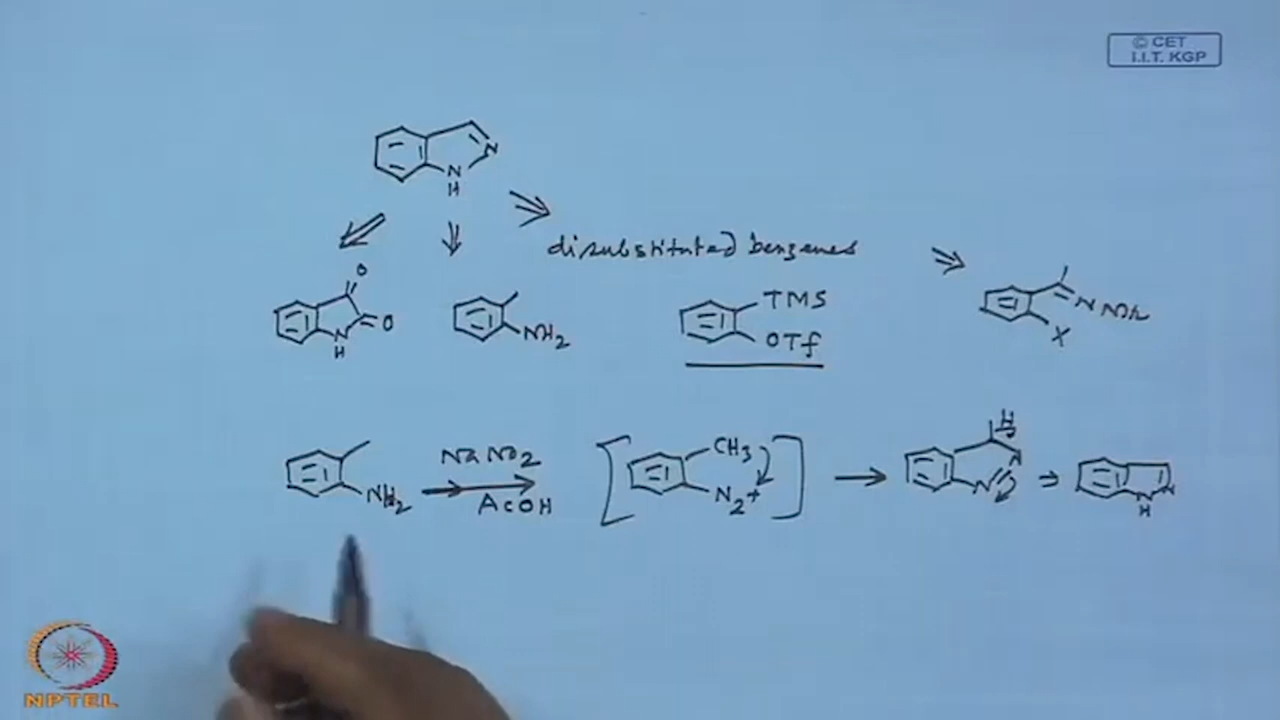 © CET
I.I.T. KGP
N
N
H
disubstituted benzenes
O
O
N
H
NH2
TMS
OTf
N NH2
X
NH2
NaNO2
AcOH
CH3
N2+
H
N
N
N
N
H
NPTEL